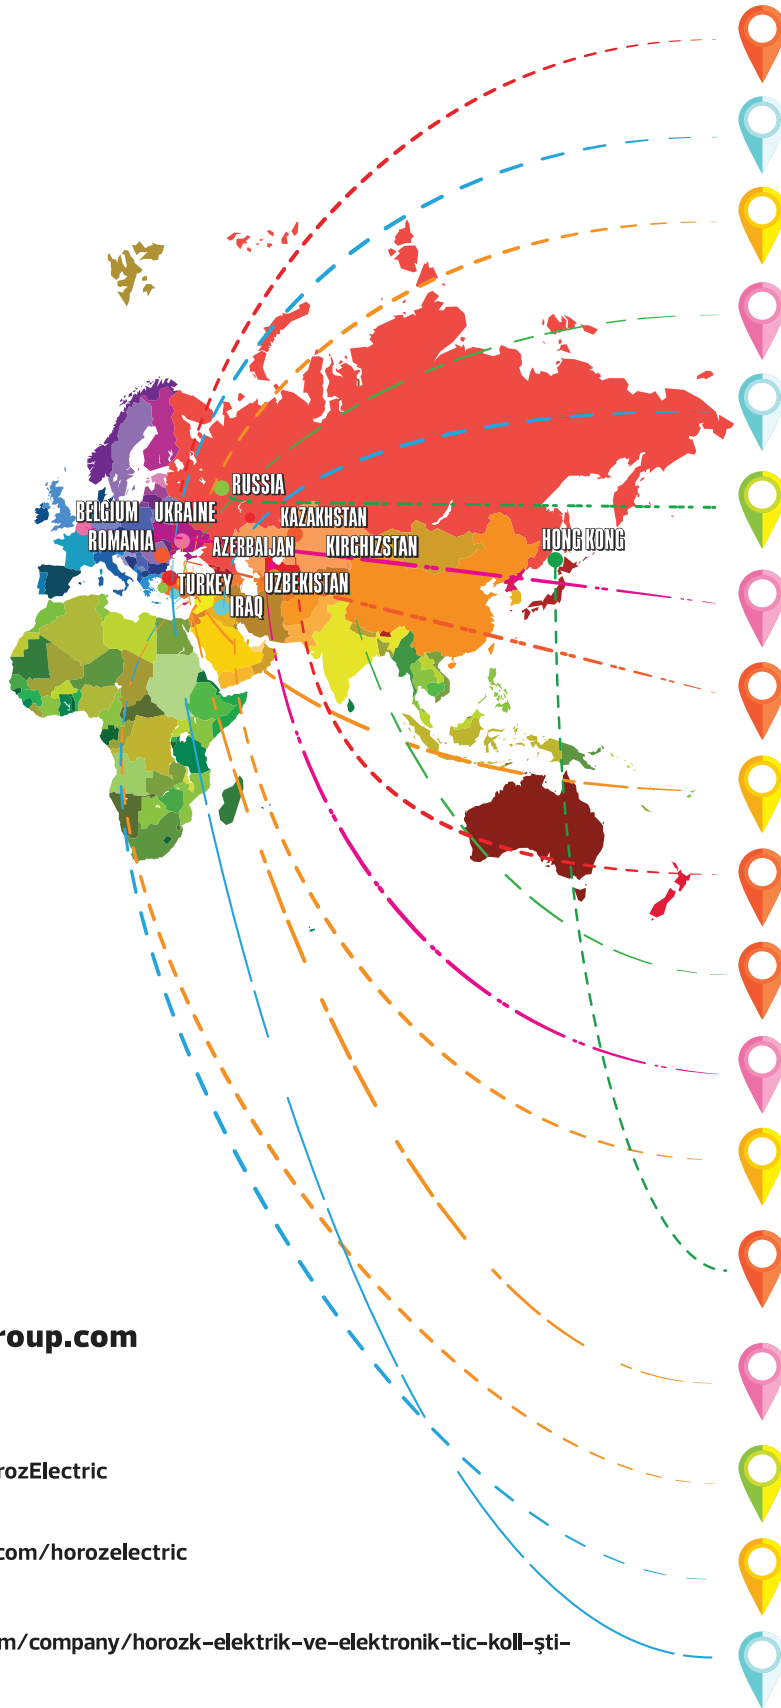 RUSSIA
BELGIUM UKRAINE
KAZAKHSTAN
ROMANIA
AZERBAIJAN
KIRGHIZSTAN
HONG KONG
TURKEY
UZBEKISTAN
IRAQ
roup.com
rozElectric
com/horozelectric
m/company/horozk-elektrik-ve-elektronik-tic-koll-şti-